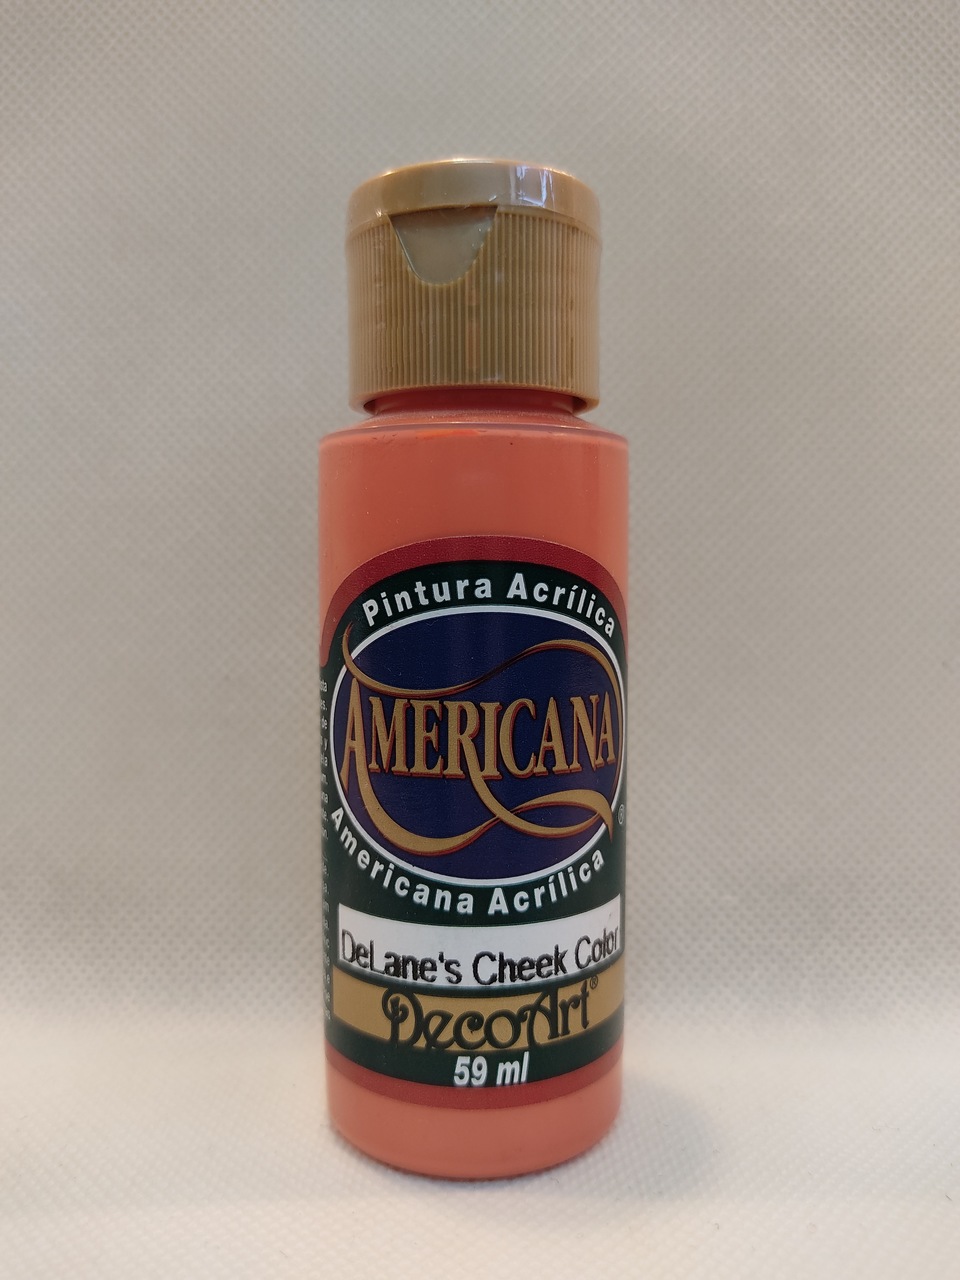 Pintura Acrílica
AMERICANA
®
Americana Acrílica
DeLane's Cheek Color
DecoArt®
59 ml